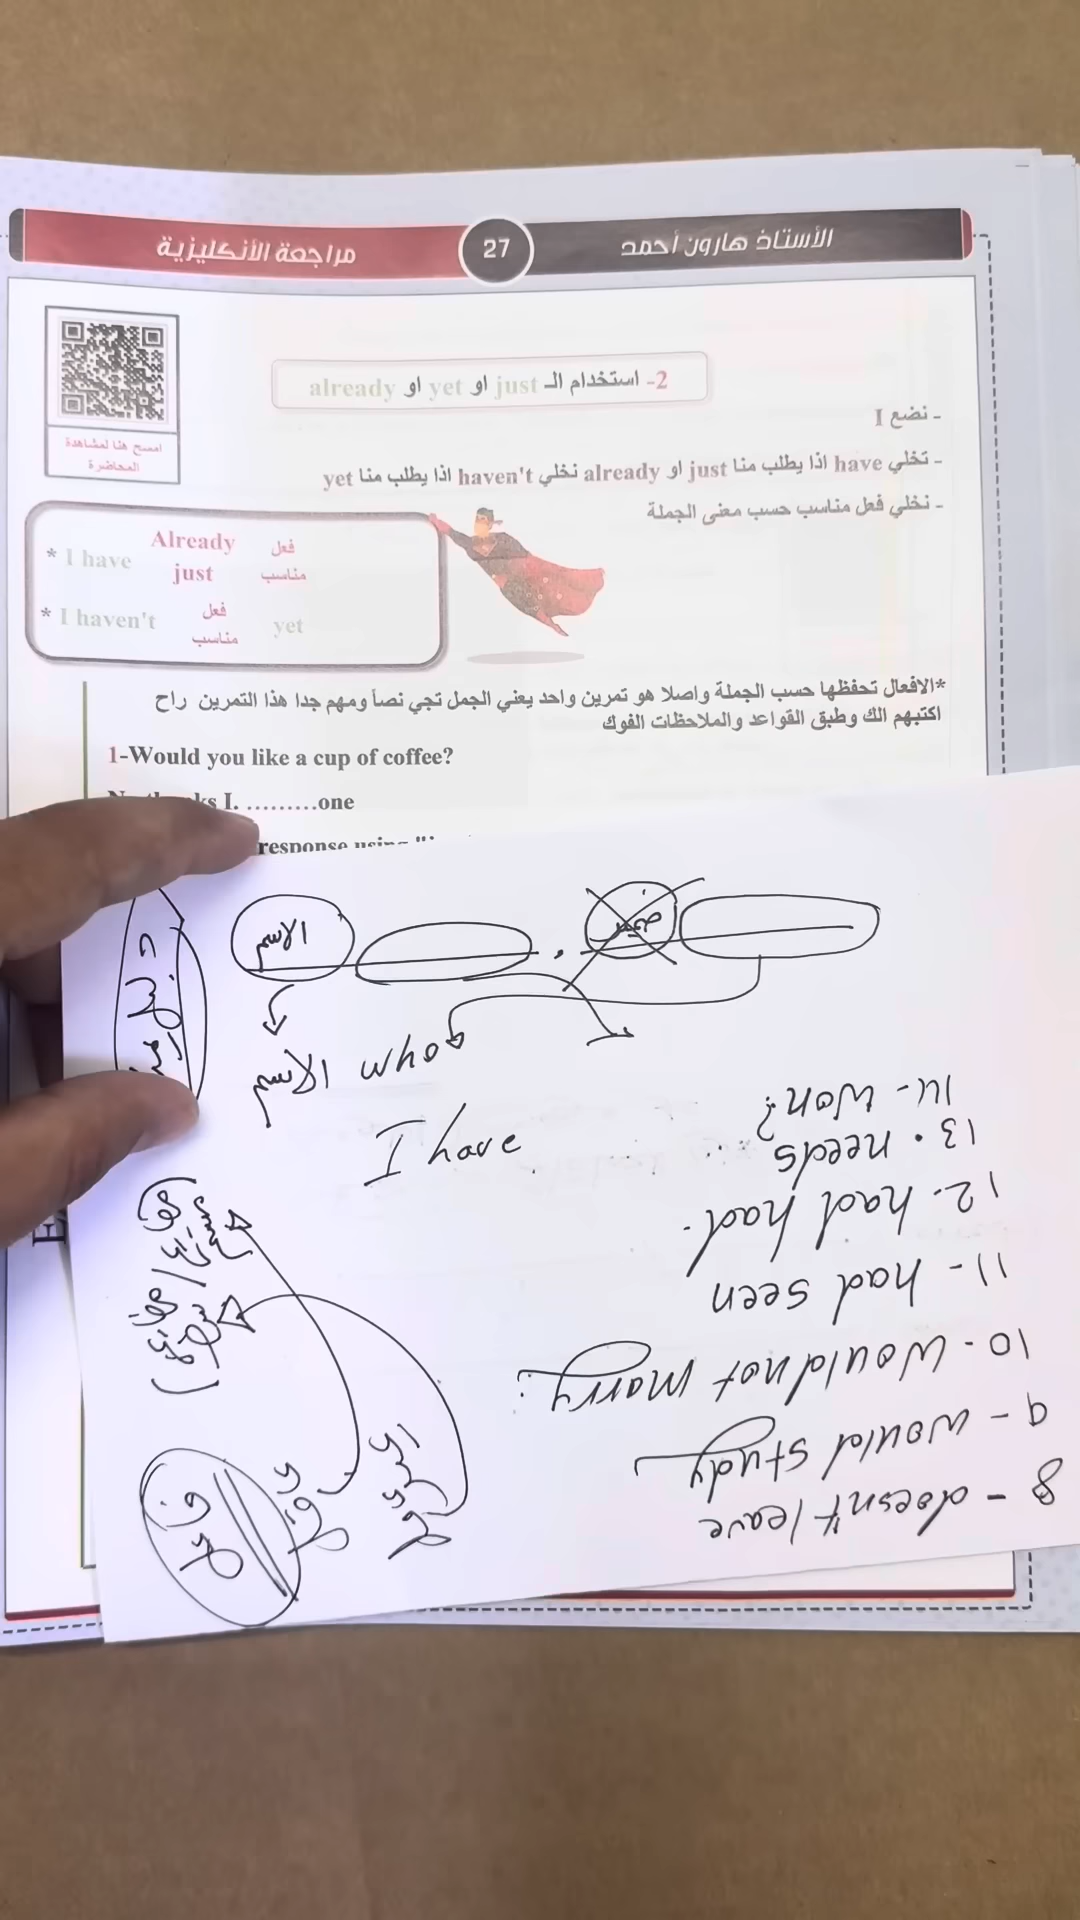 مراجعة الأنكليزية 27 الأستاذ هارون أحمد
امسح هنا لمشاهدة
المحاضرة
2- استخدام الـ just او yet او already
- نضع I
- تخلي have اذا يطلب منا just او already نخلي haven't اذا يطلب منا yet
- نخلي فعل مناسب حسب معنى الجملة
* I have Already just فعل مناسب
* I haven't فعل مناسب yet
*الافعال تحفظها حسب الجملة واصلا هو تمرين واحد يعني الجمل تجي نصاً ومهم جدا هذا التمرين راح
اكتبهم الك وطبق القواعد والملاحظات الفوك
1-Would you like a cup of coffee?
I. .........one
response using
الاسم
الاسم who
I have
8 - doesn't leave
9 - would study
10 - would not marry
11 - had seen
12. had had.
13. needs
14 - won?